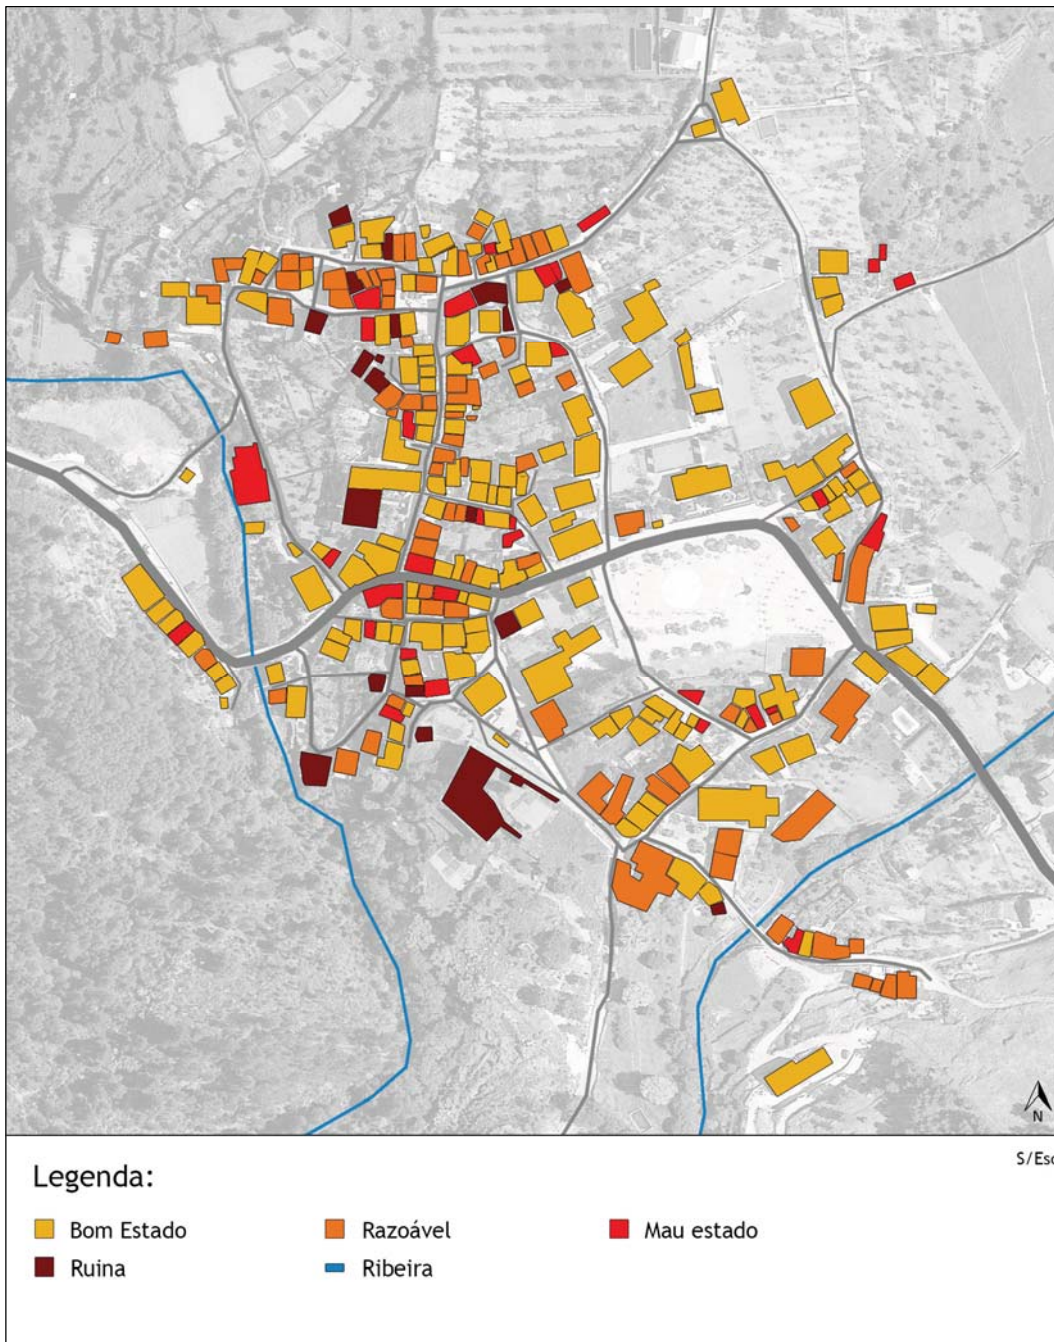 N
S/Esc
Legenda:
Bom Estado
Razoável
Mau estado
Ruina
Ribeira